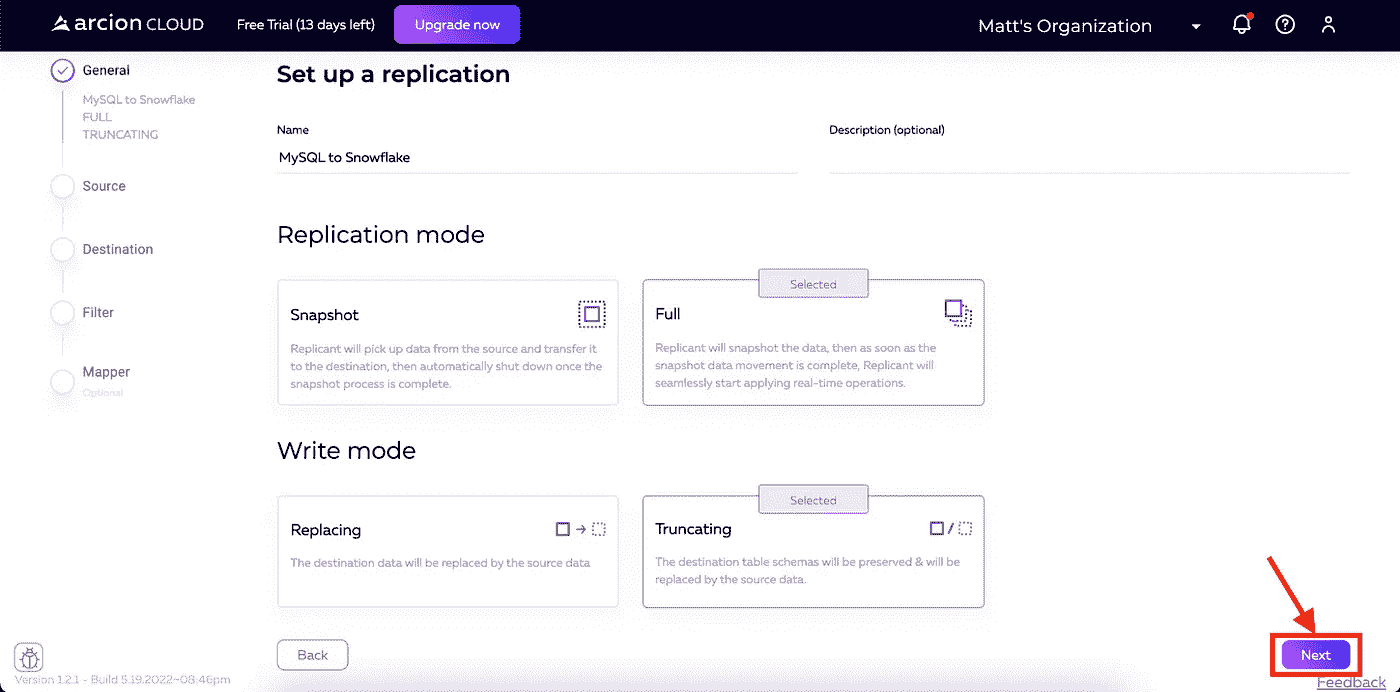 arcion CLOUD
Free Trial (13 days left)
Upgrade now
Matt's Organization
General
MySQL to Snowflake
FULL
TRUNCATING
Source
Destination
Filter
Mapper
Optional
Set up a replication
Name
Description (optional)
MySQL to Snowflake
Replication mode
Snapshot
Replicant will pick up data from the source and transfer it
to the destination, then automatically shut down once the
snapshot process is complete.
Selected
Full
Replicant will snapshot the data, then as soon as the
snapshot data movement is complete, Replicant will
seamlessly start applying real-time operations.
Write mode
Replacing
The destination data will be replaced by the source data
Selected
Truncating
The destination table schemas will be preserved & will be
replaced by the source data.
Back
Next
Feedback
Version 1.2.1 - Build 5.19.2022~08:46pm